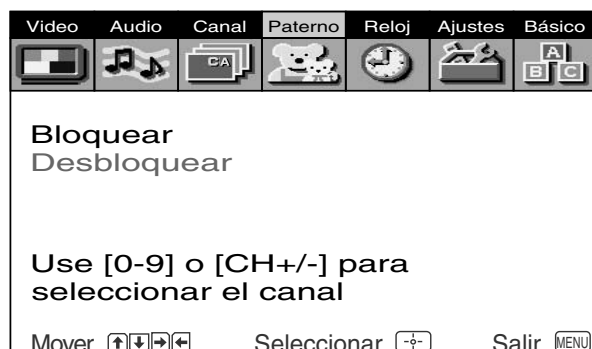 Video Audio Canal Paterno Reloj Ajustes Básico
C/A A B C
Bloquear
Desbloquear
Use [0-9] o [CH+/-] para
seleccionar el canal
Mover Seleccionar Salir MENU